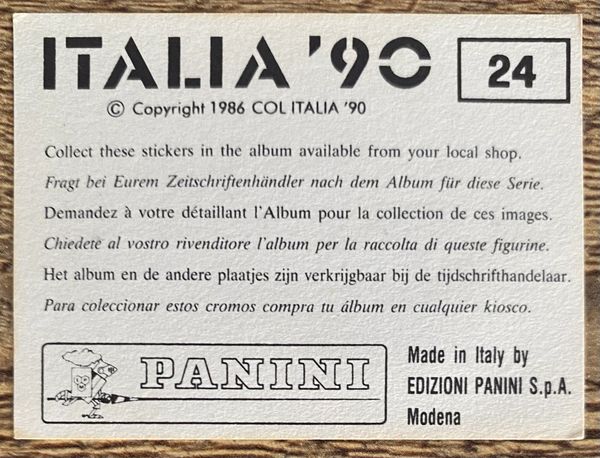 ITALIA '90
24
© Copyright 1986 COL ITALIA '90
Collect these stickers in the album available from your local shop.
Fragt bei Eurem Zeitschriftenhändler nach dem Album für diese Serie.
Demandez à votre détaillant l'Album pour la collection de ces images.
Chiedete al vostro rivenditore l'album per la raccolta di queste figurine.
Het album en de andere plaatjes zijn verkrijgbaar bij de tijdschrifthandelaar.
Para coleccionar estos cromos compra tu álbum en cualquier kiosco.
PANINI
Made in Italy by
EDIZIONI PANINI S.p.A.
Modena